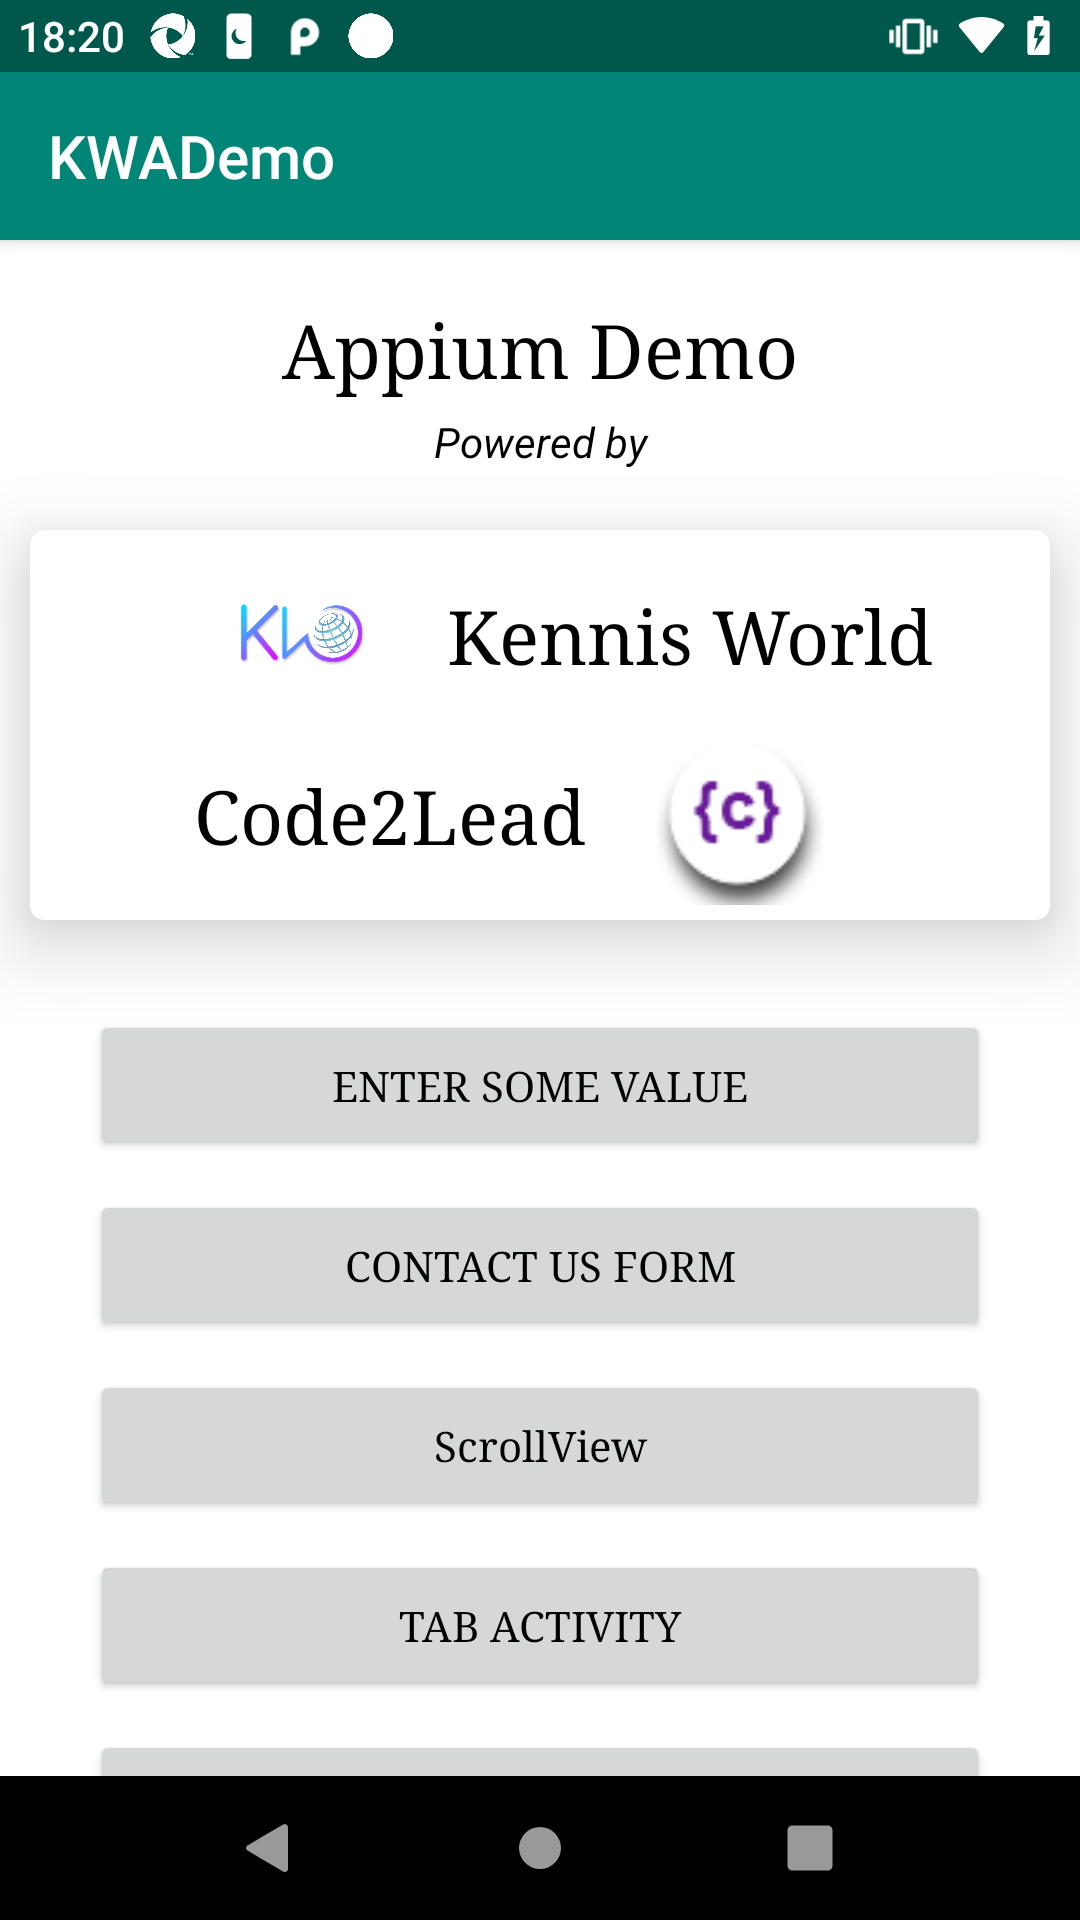 18:20
KWADemo
Appium Demo
Powered by
KWO Kennis World
Code2Lead {c}
ENTER SOME VALUE
CONTACT US FORM
ScrollView
TAB ACTIVITY